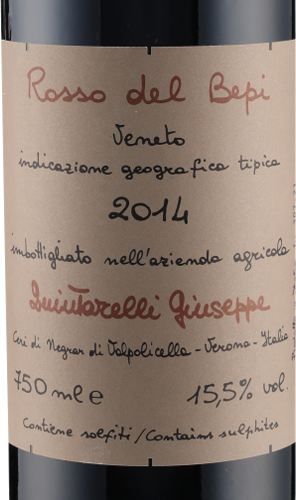 Rosso del Bepi
Veneto
indicazione geografica tipica
2014
imbottigliato nell'azienda agricola
Quintarelli Giuseppe
Cerè di Negrar di Valpolicella - Verona - Italia
750 ml e
15,5% vol.
Contiene solfiti / Contains sulphites